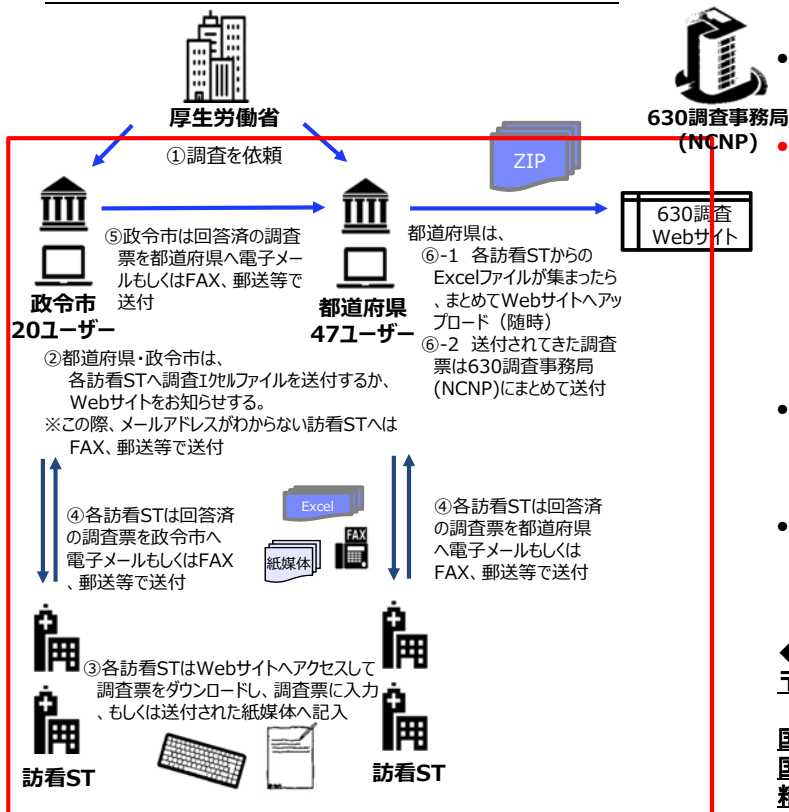 厚生労働省
630調査事務局
(NCNP)
①調査を依頼
ZIP
630調査
Webサイト
⑤政令市は回答済の調査
票を都道府県へ電子メー
ルもしくはFAX、郵送等で
送付
都道府県は、
⑥-1 各訪看STからの
Excelファイルが集まったら
、まとめてWebサイトへアッ
プロード（随時）
⑥-2 送付されてきた調査
票は630調査事務局
(NCNP)にまとめて送付
政令市
20ユーザー
都道府県
47ユーザー
②都道府県・政令市は、
各訪看STへ調査ｴｸｾルファイルを送付するか、
Webサイトをお知らせする。
※この際、メールアドレスがわからない訪看STへは
FAX、郵送等で送付
④各訪看STは回答済
の調査票を政令市へ
電子メールもしくはFAX
、郵送等で送付
Excel
FAX
紙媒体
④各訪看STは回答済
の調査票を都道府県
へ電子メールもしくは
FAX、郵送等で送付
③各訪看STはWebサイトへアクセスして
調査票をダウンロードし、調査票に入力
、もしくは送付された紙媒体へ記入
訪看ST
訪看ST